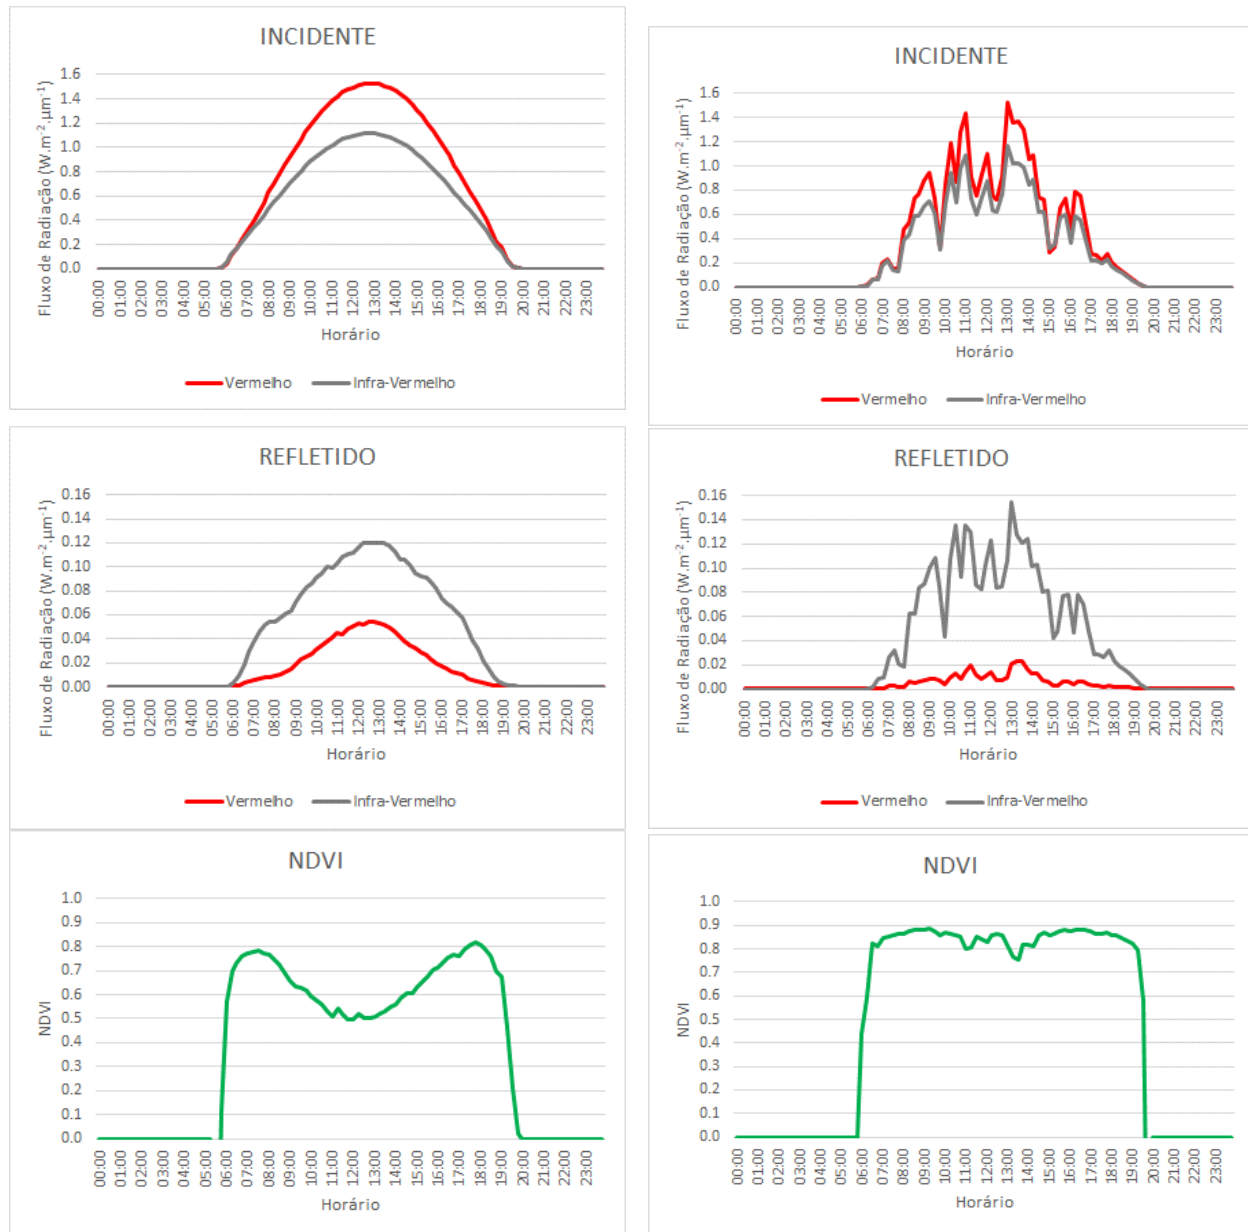 INCIDENTE
Fluxo de Radiação (W.m⁻².µm⁻¹)
1.6
1.4
1.2
1.0
0.8
0.6
0.4
0.2
0.0
00:00 01:00 02:00 03:00 04:00 05:00 06:00 07:00 08:00 09:00 10:00 11:00 12:00 13:00 14:00 15:00 16:00 17:00 18:00 19:00 20:00 21:00 22:00 23:00
Horário
Vermelho Infra-Vermelho
INCIDENTE
Fluxo de Radiação (W.m⁻².µm⁻¹)
1.6
1.4
1.2
1.0
0.8
0.6
0.4
0.2
0.0
00:00 01:00 02:00 03:00 04:00 05:00 06:00 07:00 08:00 09:00 10:00 11:00 12:00 13:00 14:00 15:00 16:00 17:00 18:00 19:00 20:00 21:00 22:00 23:00
Horário
Vermelho Infra-Vermelho
REFLETIDO
Fluxo de Radiação (W.m⁻².µm⁻¹)
0.16
0.14
0.12
0.10
0.08
0.06
0.04
0.02
0.00
00:00 01:00 02:00 03:00 04:00 05:00 06:00 07:00 08:00 09:00 10:00 11:00 12:00 13:00 14:00 15:00 16:00 17:00 18:00 19:00 20:00 21:00 22:00 23:00
Horário
Vermelho Infra-Vermelho
REFLETIDO
Fluxo de Radiação (W.m⁻².µm⁻¹)
0.16
0.14
0.12
0.10
0.08
0.06
0.04
0.02
0.00
00:00 01:00 02:00 03:00 04:00 05:00 06:00 07:00 08:00 09:00 10:00 11:00 12:00 13:00 14:00 15:00 16:00 17:00 18:00 19:00 20:00 21:00 22:00 23:00
Horário
Vermelho Infra-Vermelho
NDVI
NDVI
1.0
0.9
0.8
0.7
0.6
0.5
0.4
0.3
0.2
0.1
0.0
00:00 01:00 02:00 03:00 04:00 05:00 06:00 07:00 08:00 09:00 10:00 11:00 12:00 13:00 14:00 15:00 16:00 17:00 18:00 19:00 20:00 21:00 22:00 23:00
Horário
NDVI
NDVI
1.0
0.9
0.8
0.7
0.6
0.5
0.4
0.3
0.2
0.1
0.0
00:00 01:00 02:00 03:00 04:00 05:00 06:00 07:00 08:00 09:00 10:00 11:00 12:00 13:00 14:00 15:00 16:00 17:00 18:00 19:00 20:00 21:00 22:00 23:00
Horário